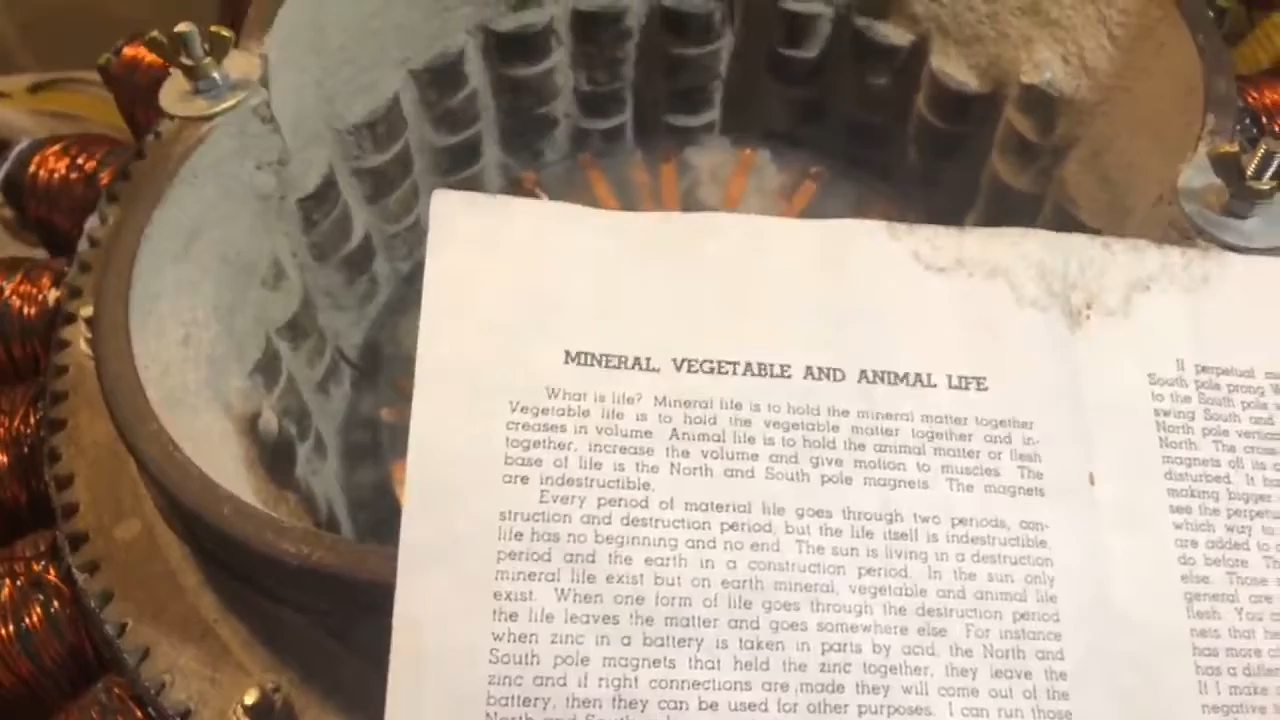 MINERAL, VEGETABLE AND ANIMAL LIFE
What is life? Mineral life is to hold the mineral matter together
Vegetable life is to hold the vegetable matter together and in-
creases in volume. Animal life is to hold the animal matter or flesh
together, increase the volume and give motion to muscles. The
base of life is the North and South pole magnets. The magnets
are indestructible.
Every period of material life goes through two periods, con-
struction and destruction period, but the life itself is indestructible,
life has no beginning and no end. The sun is living in a destruction
period and the earth in a construction period. In the sun only
mineral life exist but on earth mineral, vegetable and animal life
exist. When one form of life goes through the destruction period
the life leaves the matter and goes somewhere else. For instance
when zinc in a battery is taken in parts by acid, the North and
South pole magnets that held the zinc together, they leave the
zinc and if right connections are made they will come out of the
battery, then they can be used for other purposes. I can run those
North and South
If perpetual
South pole prong
to the South pole
swing South and
North pole
North. The
magnets off its
disturbed. It
making bigger
see the
which way to
are added to
do before.
else. Those
general are
flesh. You
nets that
has more
has a
If I make
negative